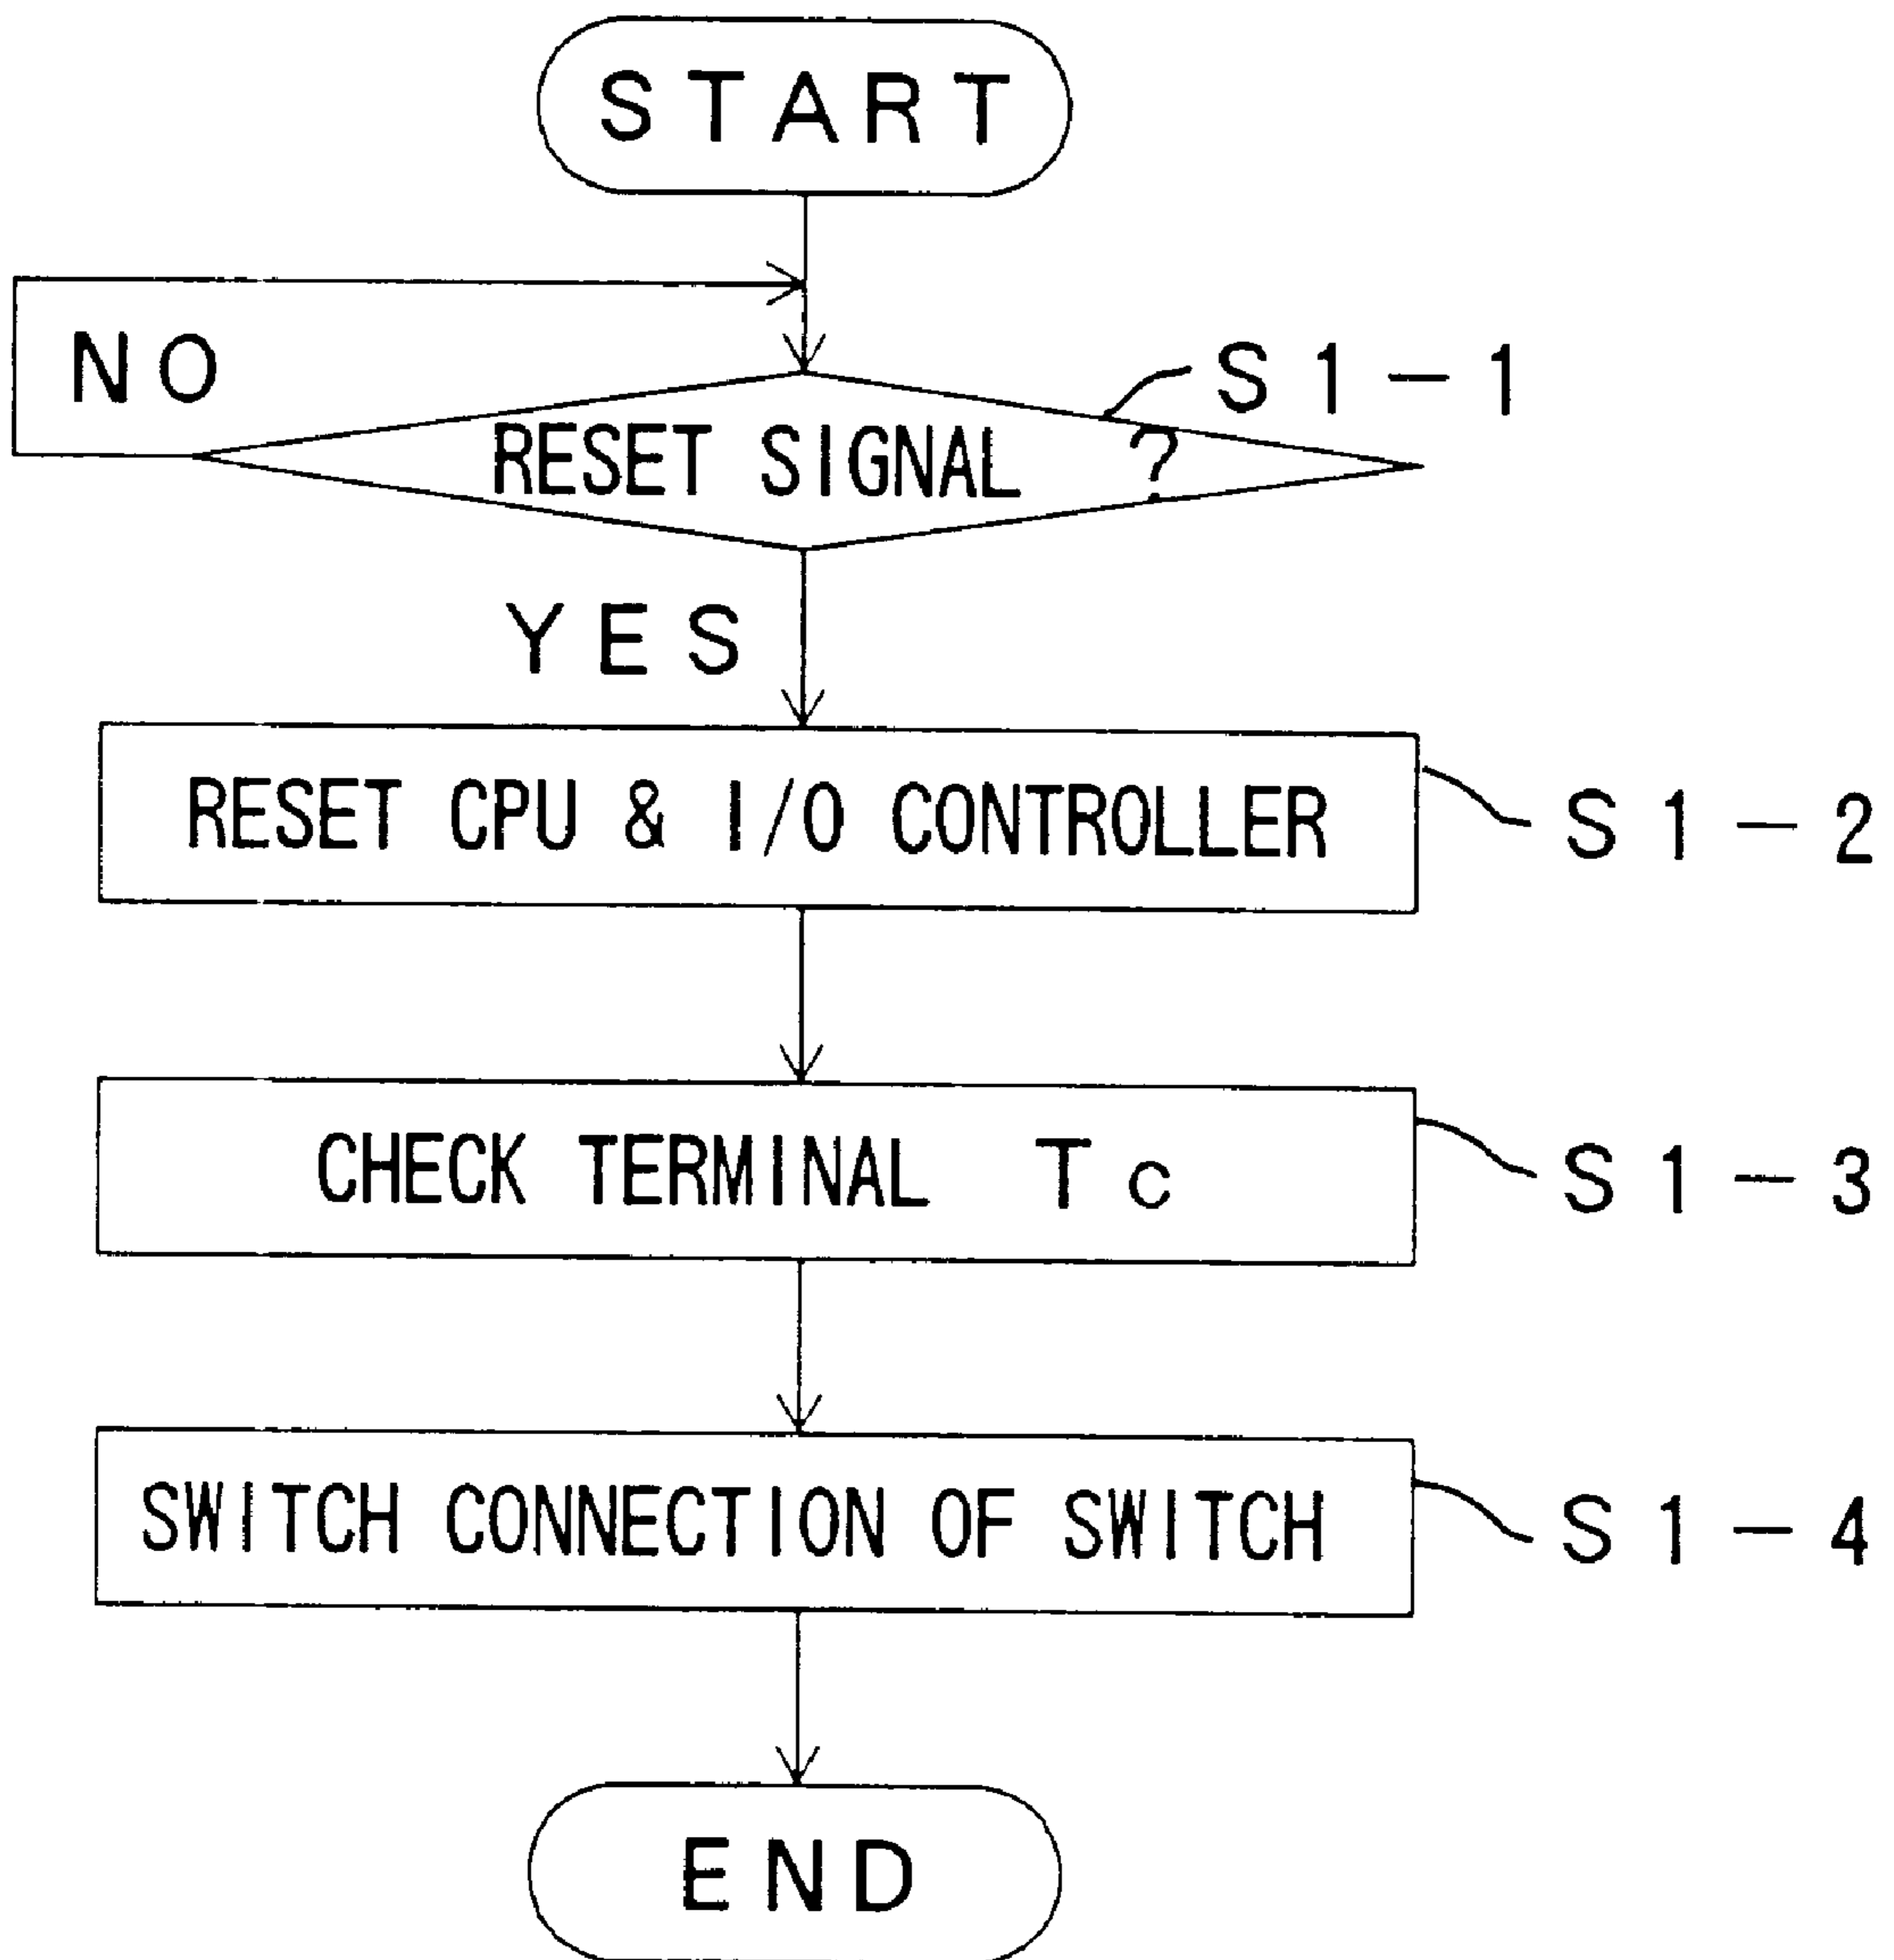 START
NO
S1-1
RESET SIGNAL ?
YES
RESET CPU & I/O CONTROLLER
S1-2
CHECK TERMINAL Tc
S1-3
SWITCH CONNECTION OF SWITCH
S1-4
END